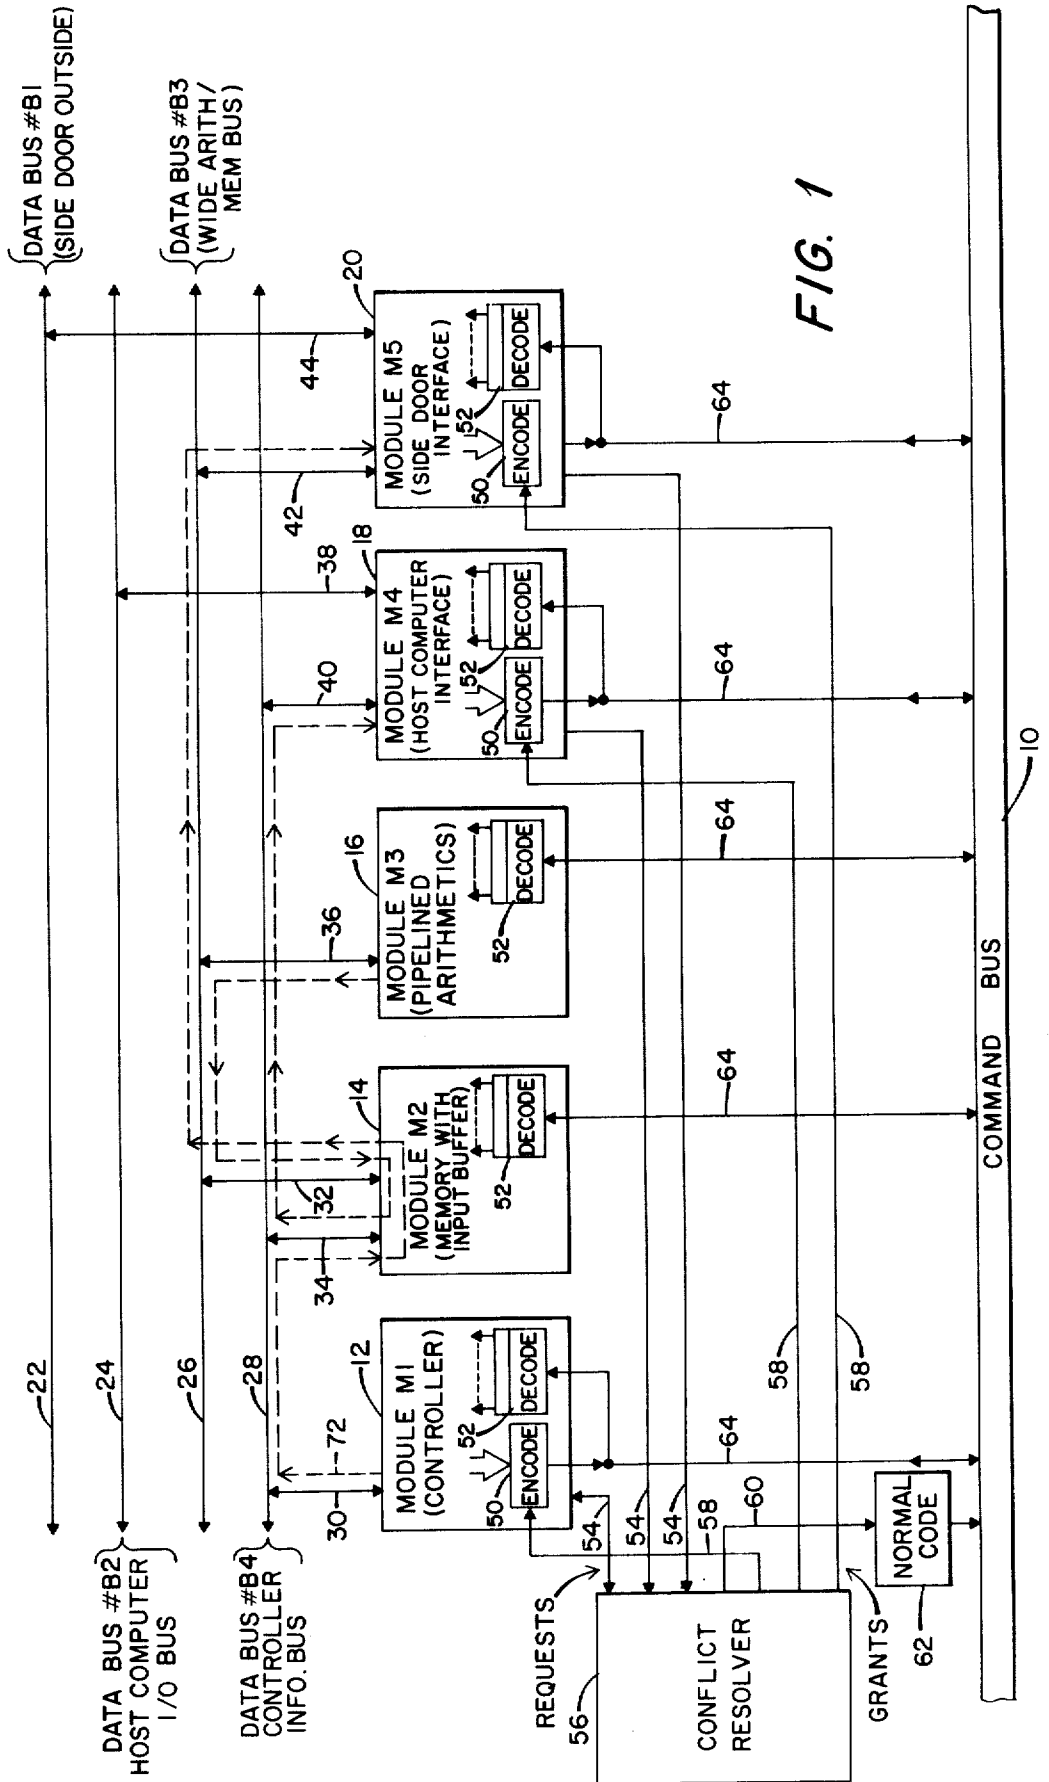 DATA BUS #B1
(SIDE DOOR OUTSIDE)
DATA BUS #B3
(WIDE ARITH/
MEM BUS)
22
24
26
28
DATA BUS #B2
HOST COMPUTER
I/O BUS
DATA BUS #B4
CONTROLLER
INFO. BUS
30
72
34
32
36
40
38
42
44
12
14
16
18
20
MODULE M1
(CONTROLLER)
50
ENCODE
52
DECODE
MODULE M2
(MEMORY WITH
INPUT BUFFER)
52
DECODE
MODULE M3
(PIPELINED
ARITHMETICS)
52
DECODE
MODULE M4
(HOST COMPUTER
INTERFACE)
50
ENCODE
52
DECODE
MODULE M5
(SIDE DOOR
INTERFACE)
50
ENCODE
52
DECODE
REQUESTS
54
54
54
56
CONFLICT
RESOLVER
58
58
58
60
GRANTS
NORMAL
CODE
62
64
64
64
64
64
COMMAND BUS
10
FIG. 1